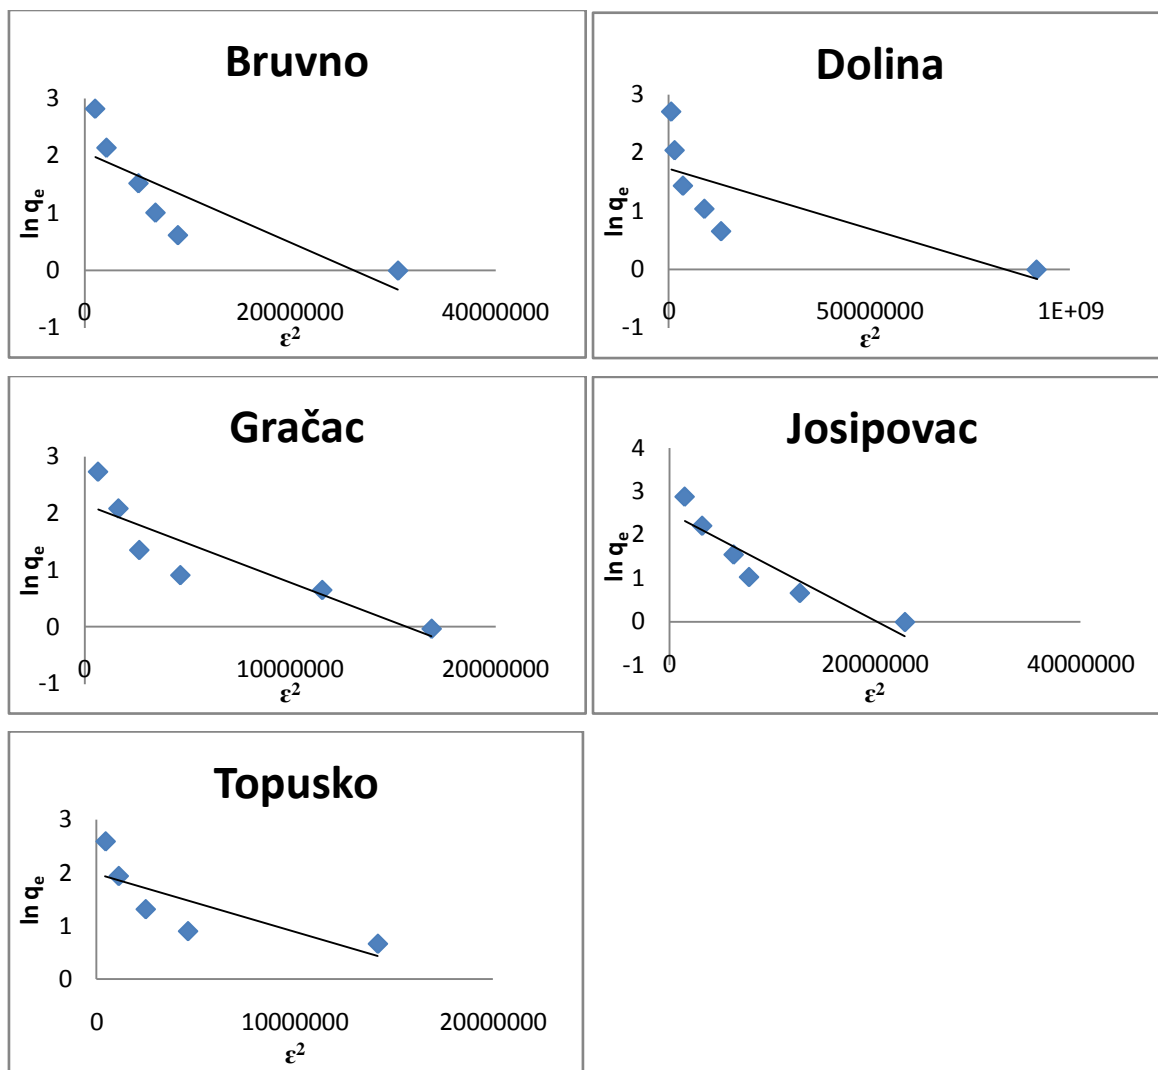 Bruvno
3
2
1
0
-1
ln qe
0
20000000
40000000
ε²
Dolina
3
2
1
0
-1
ln qe
0
500000000
1E+09
ε²
Gračac
3
2
1
0
-1
ln qe
0
10000000
20000000
ε²
Josipovac
4
3
2
1
0
-1
ln qe
0
20000000
40000000
ε²
Topusko
3
2
1
0
ln qe
0
10000000
20000000
ε²